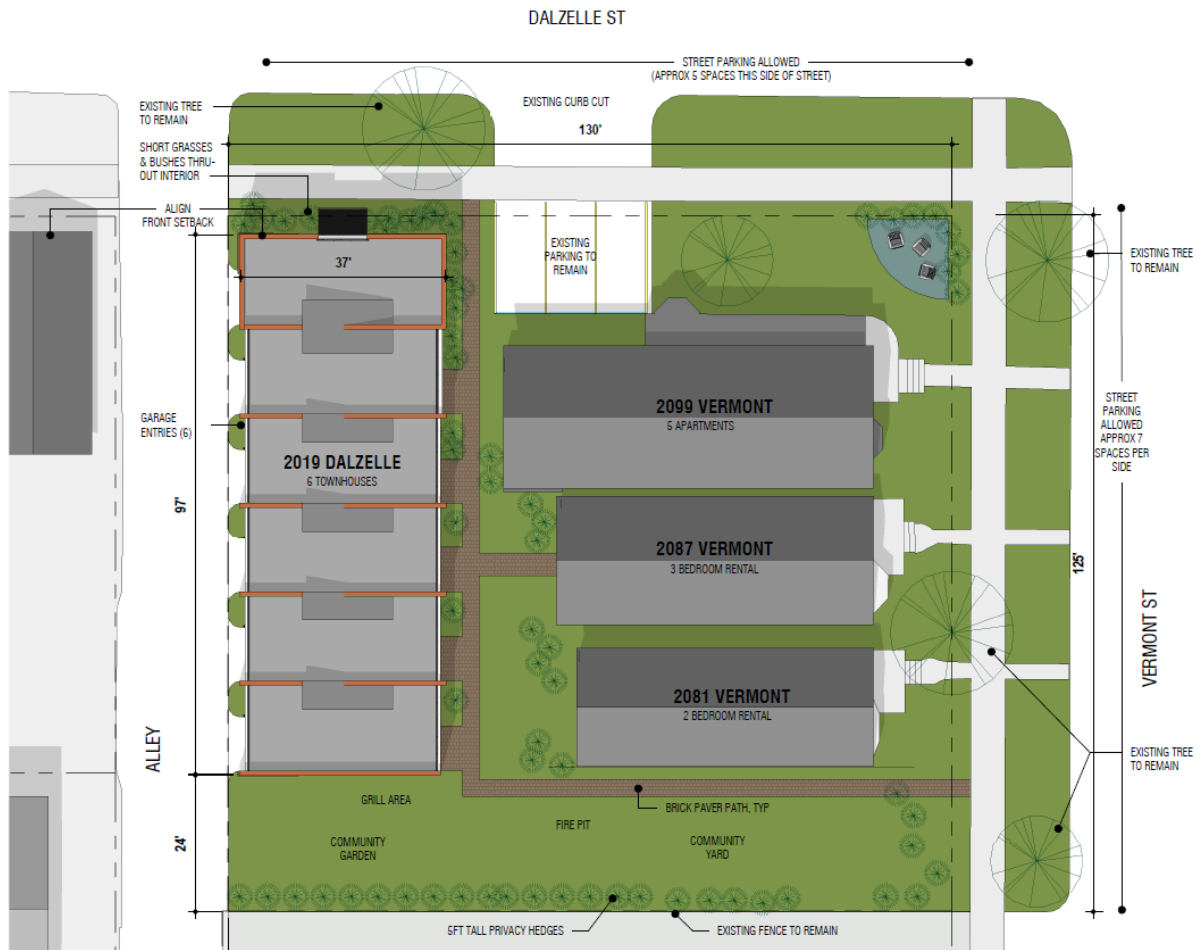 DALZELLE ST
STREET PARKING ALLOWED
(APPROX 5 SPACES THIS SIDE OF STREET)
EXISTING TREE
TO REMAIN
EXISTING CURB CUT
130'
SHORT GRASSES
& BUSHES THRU-
OUT INTERIOR
ALIGN
FRONT SETBACK
37'
EXISTING
PARKING TO
REMAIN
EXISTING TREE
TO REMAIN
GARAGE
ENTRIES (6)
2019 DALZELLE
6 TOWNHOUSES
97'
2099 VERMONT
5 APARTMENTS
STREET
PARKING
ALLOWED
APPROX 7
SPACES PER
SIDE
2087 VERMONT
3 BEDROOM RENTAL
125'
VERMONT ST
2081 VERMONT
2 BEDROOM RENTAL
ALLEY
EXISTING TREE
TO REMAIN
GRILL AREA
BRICK PAVER PATH, TYP
FIRE PIT
24'
COMMUNITY
GARDEN
COMMUNITY
YARD
5FT TALL PRIVACY HEDGES
EXISTING FENCE TO REMAIN